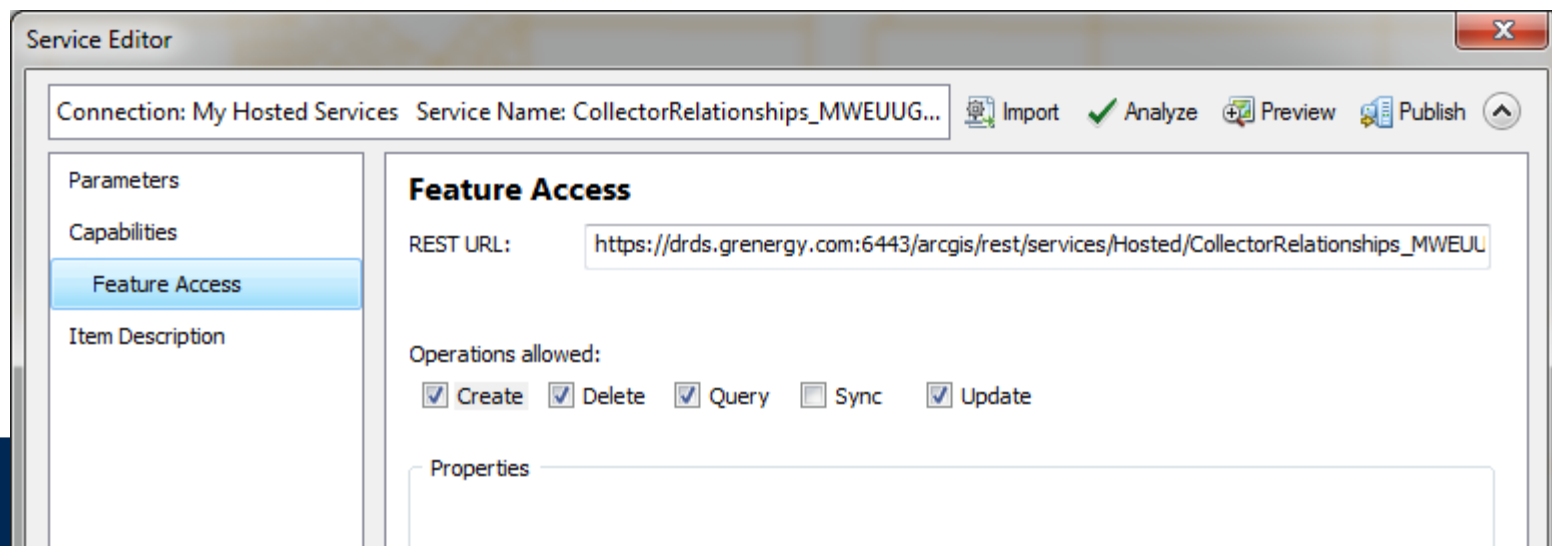 Service Editor
Connection: My Hosted Services Service Name: CollectorRelationships_MWEUUG... Import Analyze Preview Publish
Parameters
Capabilities
Feature Access
Item Description
Feature Access
REST URL: https://drds.grenergy.com:6443/arcgis/rest/services/Hosted/CollectorRelationships_MWEUU
Operations allowed:
Create Delete Query Sync Update
Properties